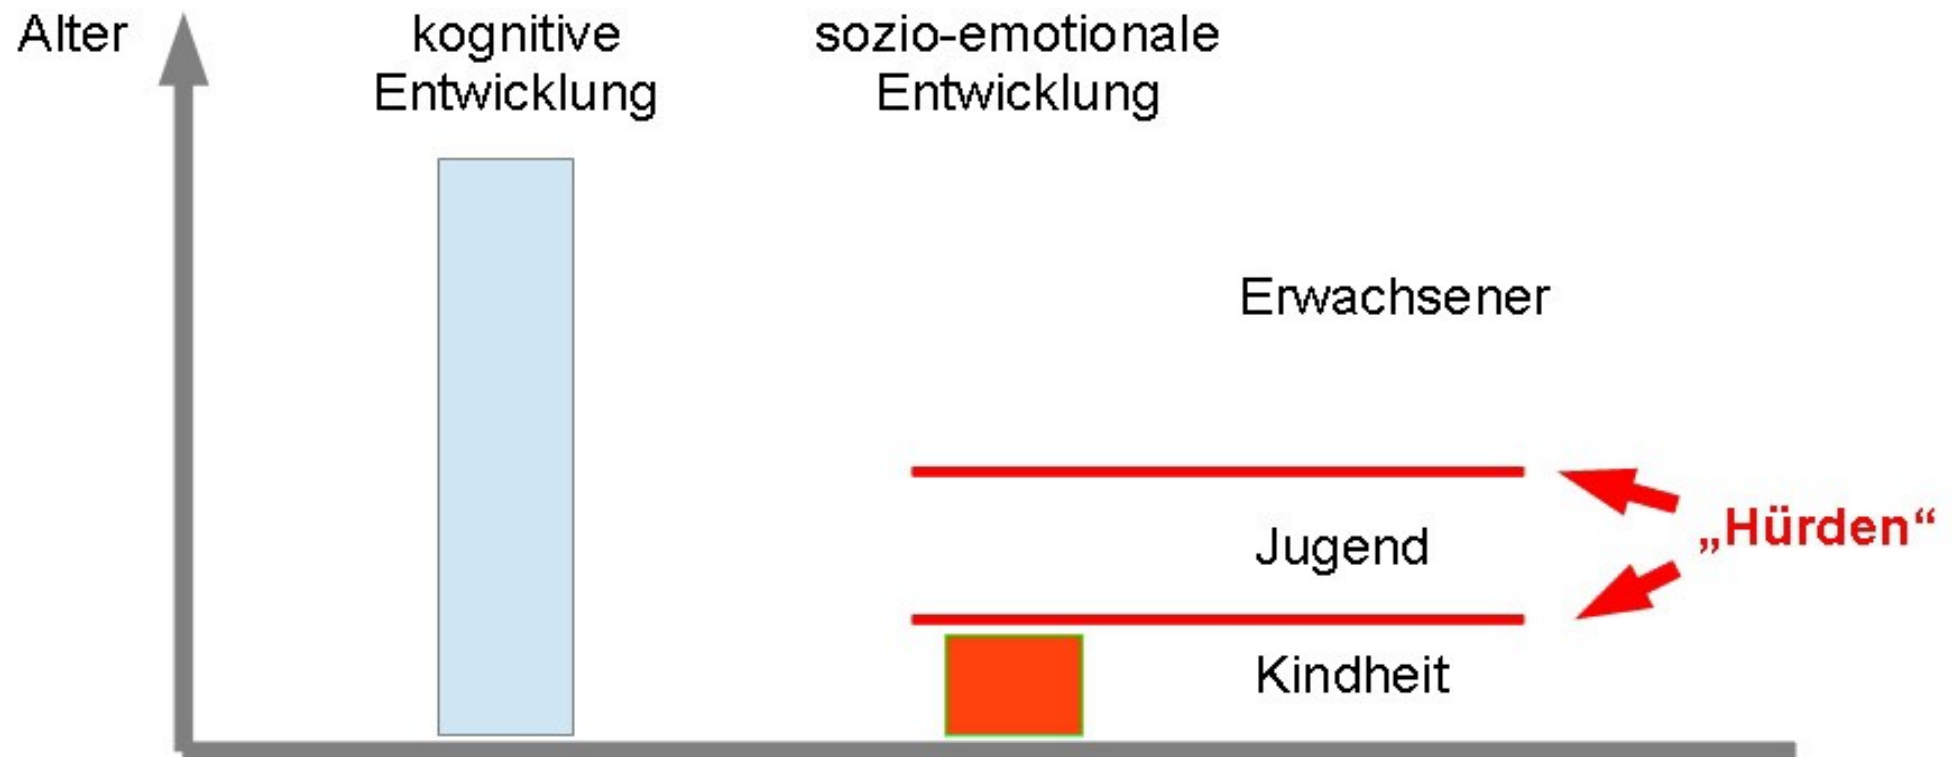 Alter
kognitive
Entwicklung
sozio-emotionale
Entwicklung
Erwachsener
Jugend
„Hürden“
Kindheit